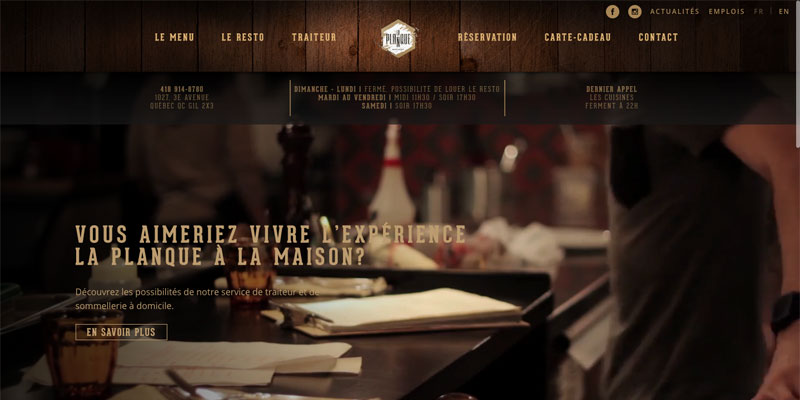 ACTUALITÉS EMPLOIS FR | EN
LE MENU LE RESTO TRAITEUR LA PLANQUE RÉSERVATION CARTE-CADEAU CONTACT
418 914-8780
1027, 3E AVENUE
QUÉBEC QC G1L 2X3
DIMANCHE - LUNDI | FERMÉ, POSSIBILITÉ DE LOUER LE RESTO
MARDI AU VENDREDI | MIDI 11H30 / SOIR 17H30
SAMEDI | SOIR 17H30
DERNIER APPEL
LES CUISINES
FERMENT À 22H
VOUS AIMERIEZ VIVRE L'EXPÉRIENCE
LA PLANQUE À LA MAISON?
Découvrez les possibilités de notre service de traiteur et de
sommellerie à domicile.
EN SAVOIR PLUS